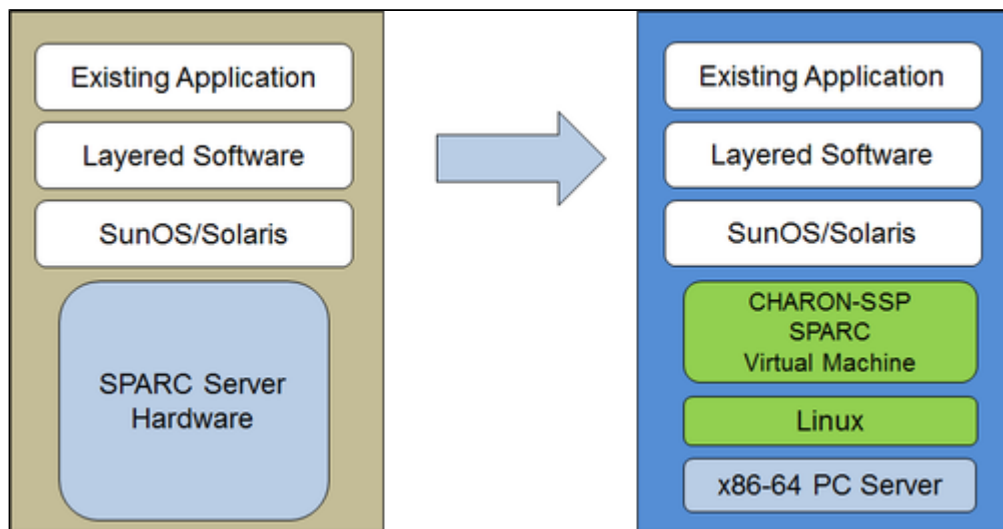 Existing Application
Layered Software
SunOS/Solaris
SPARC Server
Hardware
Existing Application
Layered Software
SunOS/Solaris
CHARON-SSP
SPARC
Virtual Machine
Linux
x86-64 PC Server